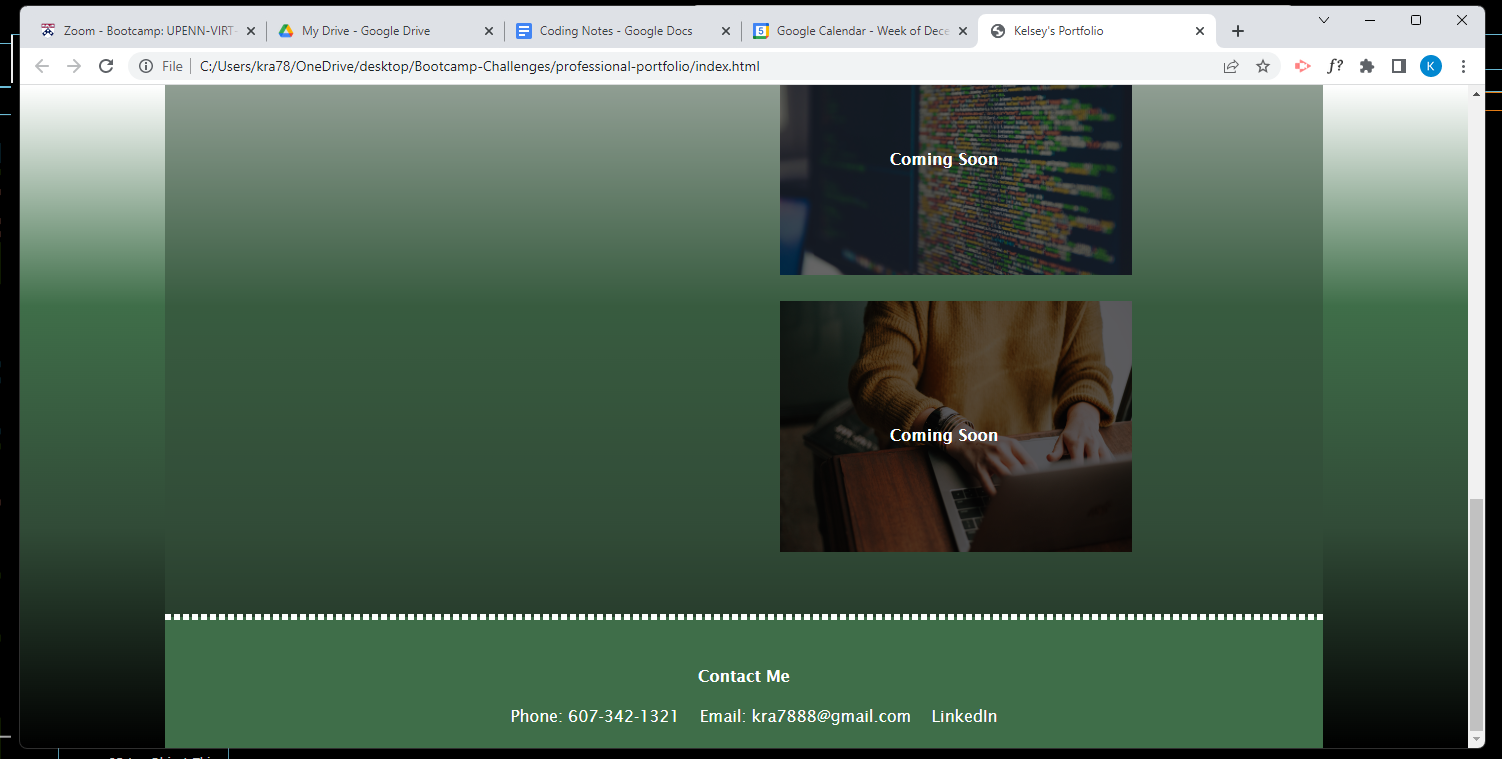 Zoom - Bootcamp: UPENN-VIRT-
My Drive - Google Drive
Coding Notes - Google Docs
5
Google Calendar - Week of Dece
Kelsey's Portfolio
File
C:/Users/kra78/OneDrive/desktop/Bootcamp-Challenges/professional-portfolio/index.html
f?
K
Coming Soon
Coming Soon
Contact Me
Phone: 607-342-1321 Email: kra7888@gmail.com LinkedIn